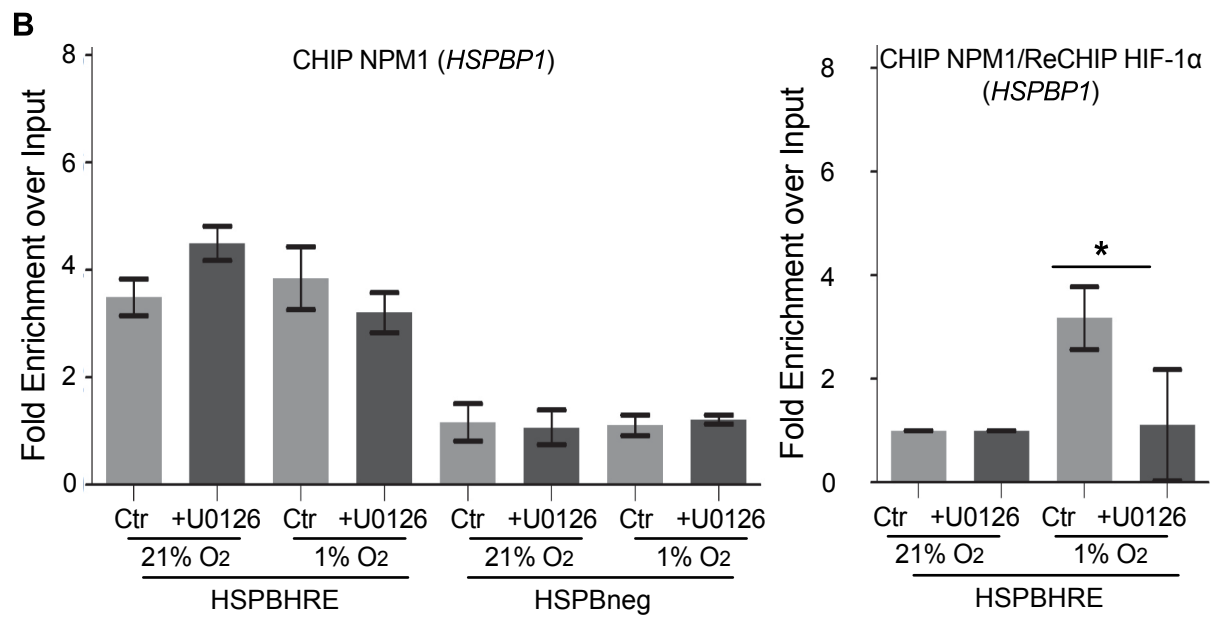 B
CHIP NPM1 (HSPBP1)
Fold Enrichment over Input
8
6
4
2
0
Ctr +U0126 Ctr +U0126 Ctr +U0126 Ctr +U0126
21% O2 1% O2 21% O2 1% O2
HSPBHRE HSPBneg
CHIP NPM1/ReCHIP HIF-1α
(HSPBP1)
Fold Enrichment over Input
8
6
4
2
0
*
Ctr +U0126 Ctr +U0126
21% O2 1% O2
HSPBHRE